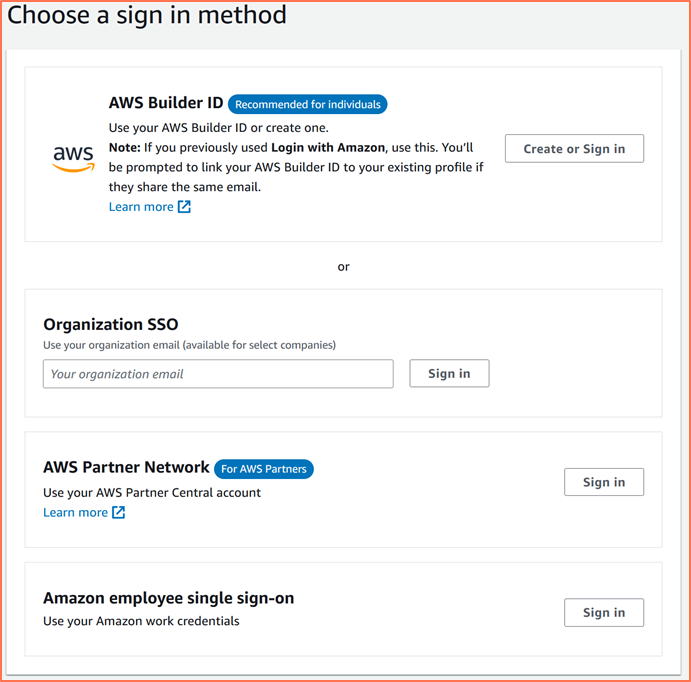 Choose a sign in method
AWS Builder ID Recommended for individuals
Use your AWS Builder ID or create one.
Note: If you previously used Login with Amazon, use this. You’ll
be prompted to link your AWS Builder ID to your existing profile if
they share the same email.
Learn more
aws
Create or Sign in
or
Organization SSO
Use your organization email (available for select companies)
Your organization email
Sign in
AWS Partner Network For AWS Partners
Use your AWS Partner Central account
Learn more
Sign in
Amazon employee single sign-on
Use your Amazon work credentials
Sign in